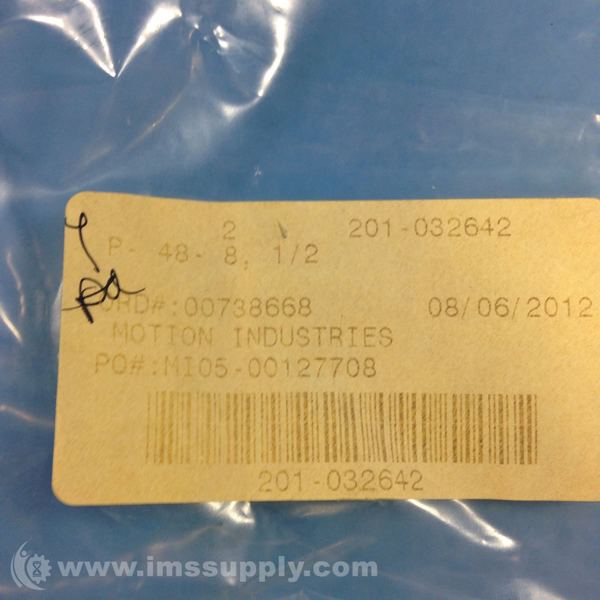 2 201-032642
P- 48- 8, 1/2
ORD#:00738668 08/06/2012
MOTION INDUSTRIES
PO#:MI05-00127708
201-032642
www.imssupply.com